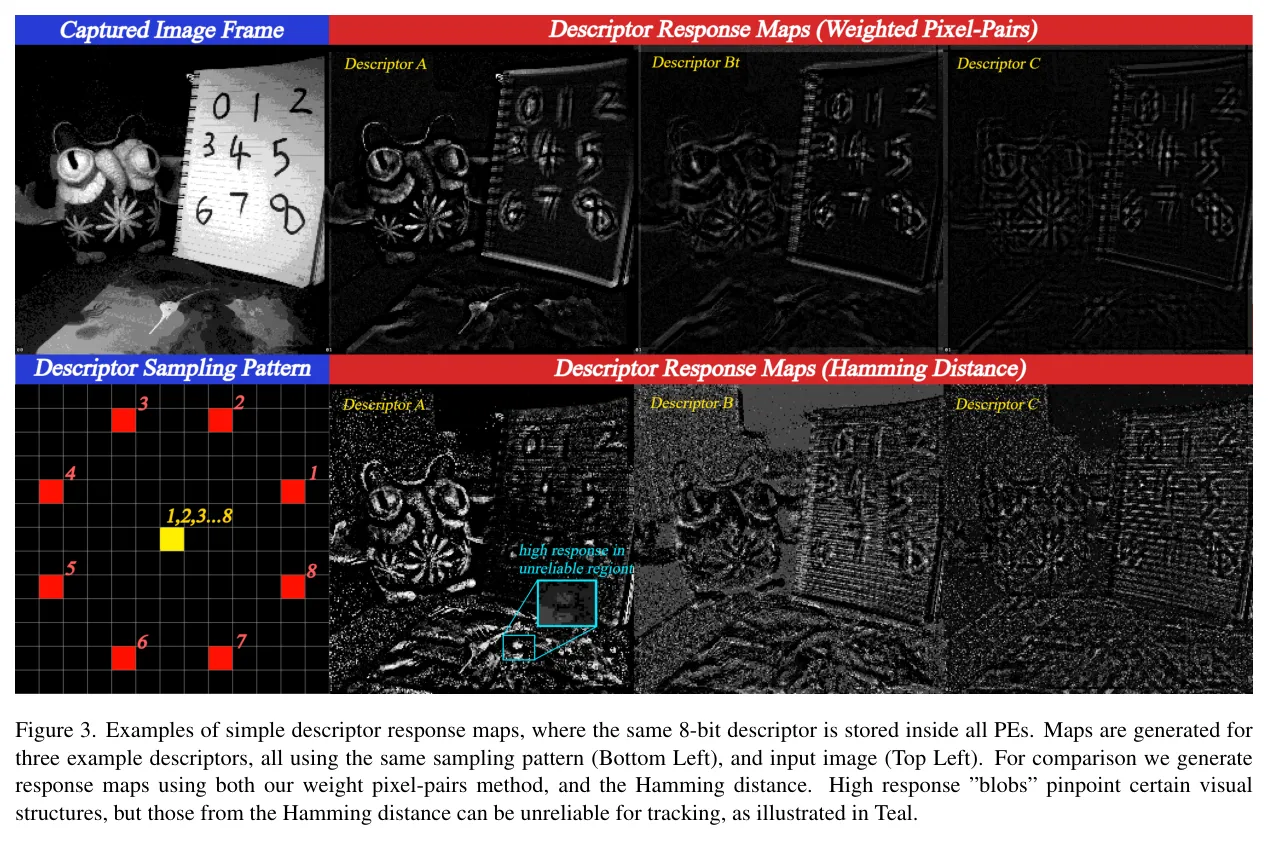 Captured Image Frame
Descriptor Response Maps (Weighted Pixel-Pairs)
Descriptor A
Descriptor Bt
Descriptor C
0 1 2
3 4 5
6 7 8
Descriptor Sampling Pattern
Descriptor Response Maps (Hamming Distance)
3
2
4
1
1,2,3...8
5
8
6
7
Descriptor A
Descriptor B
Descriptor C
high response in
unreliable region
Figure 3. Examples of simple descriptor response maps, where the same 8-bit descriptor is stored inside all PEs. Maps are generated for
three example descriptors, all using the same sampling pattern (Bottom Left), and input image (Top Left). For comparison we generate
response maps using both our weight pixel-pairs method, and the Hamming distance. High response ”blobs” pinpoint certain visual
structures, but those from the Hamming distance can be unreliable for tracking, as illustrated in Teal.